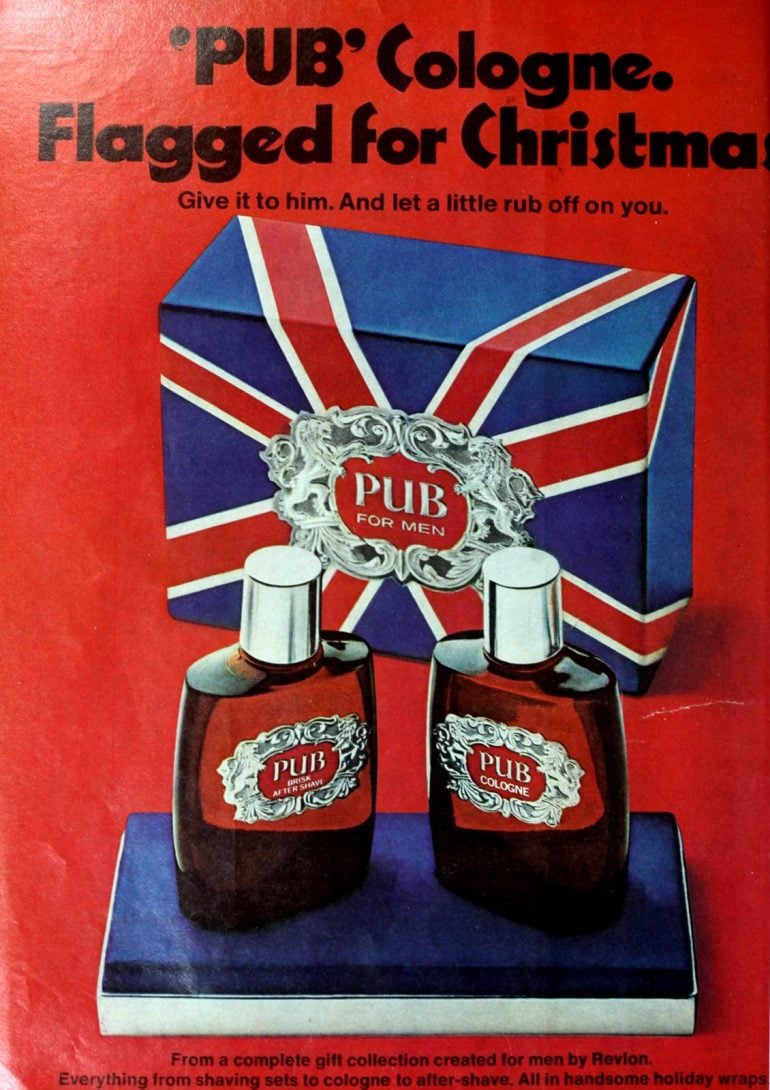 'PUB' Cologne.
Flagged for Christmas
Give it to him. And let a little rub off on you.
PUB
FOR MEN
PUB
BRISK
AFTER SHAVE
PUB
COLOGNE
From a complete gift collection created for men by Revlon.
Everything from shaving sets to cologne to after-shave. All in handsome holiday wraps